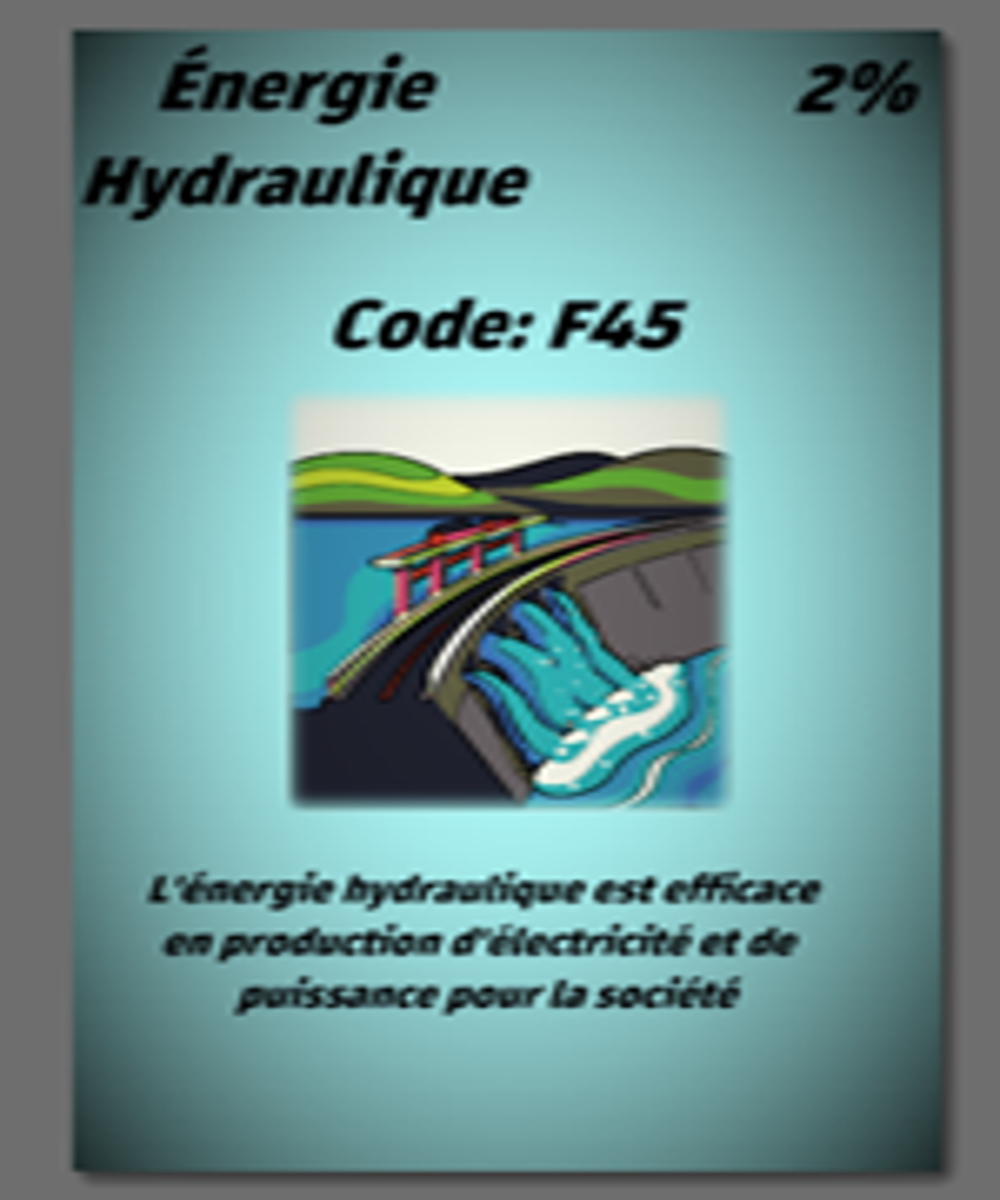 Énergie
Hydraulique
2%
Code: F45
L'énergie hydraulique est efficace
en production d'électricité et de
puissance pour la société